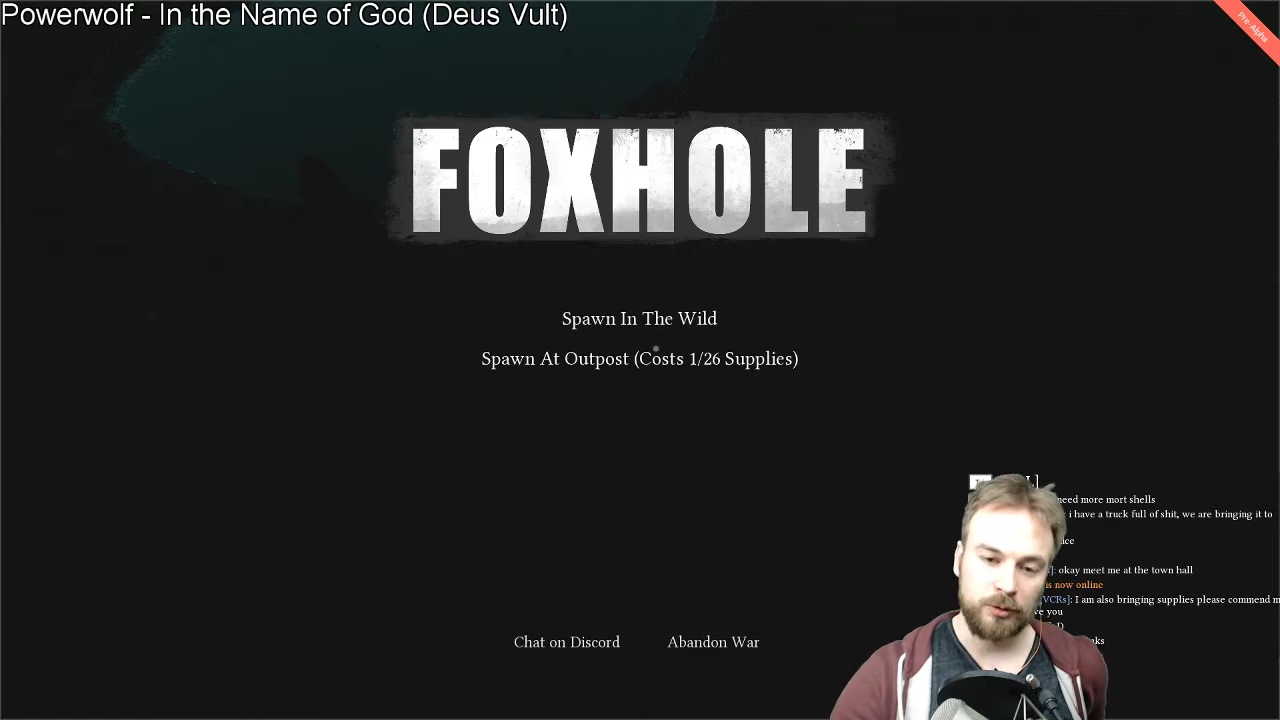 Powerwolf - In the Name of God (Deus Vult)
Pre-Alpha
FOXHOLE
Spawn In The Wild
Spawn At Outpost (Costs 1/26 Supplies)
need more mort shells
i have a truck full of shit, we are bringing it to
]: okay meet me at the town hall
is now online
VCRs]: I am also bringing supplies please commend m
Chat on Discord
Abandon War